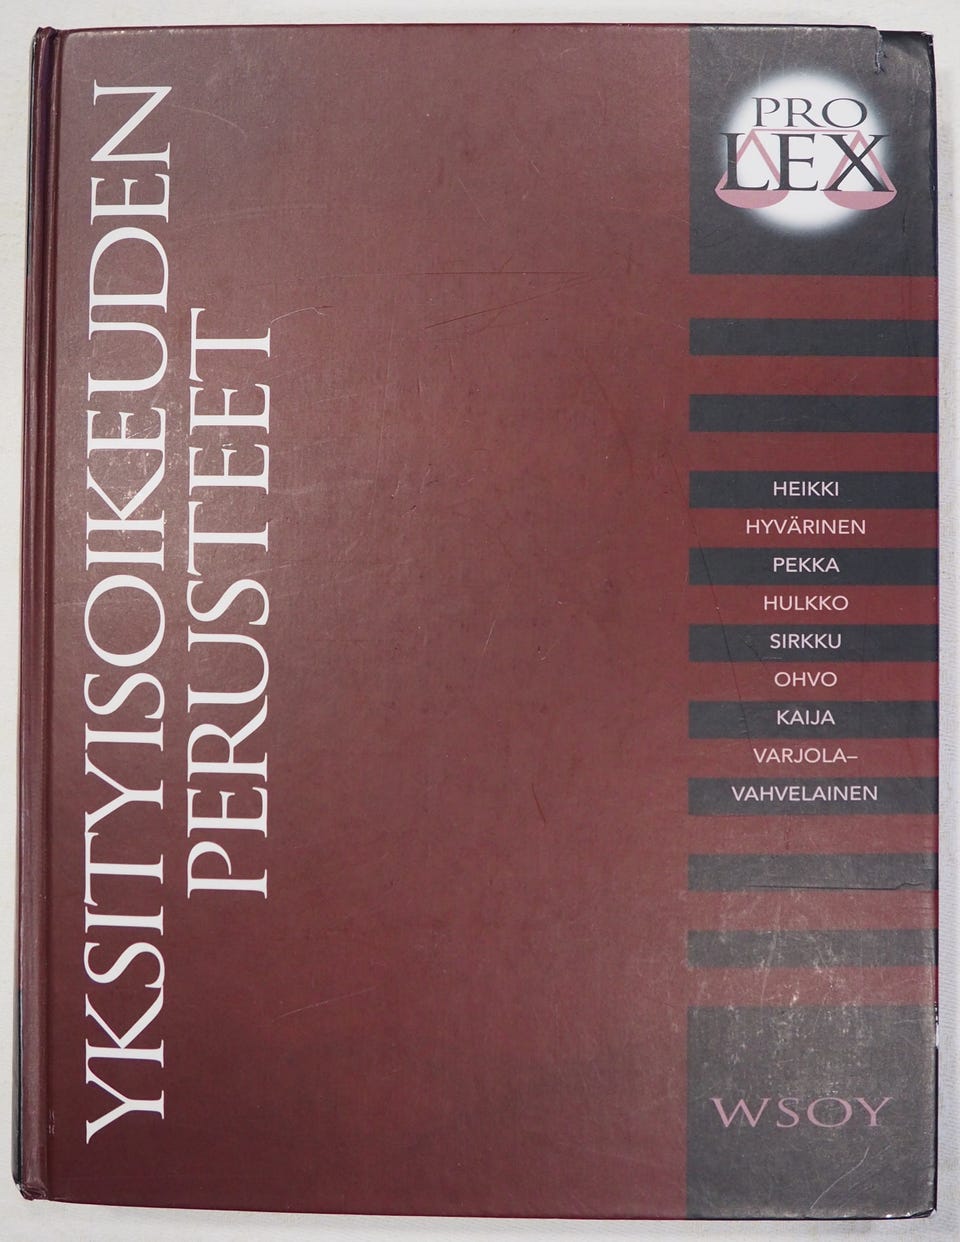 YKSITYISOIKEUDEN
PERUSTEET
PRO
LEX
HEIKKI
HYVÄRINEN
PEKKA
HULKKO
SIRKKU
OHVO
KAIJA
VARJOLA–
VAHVELAINEN
WSOY